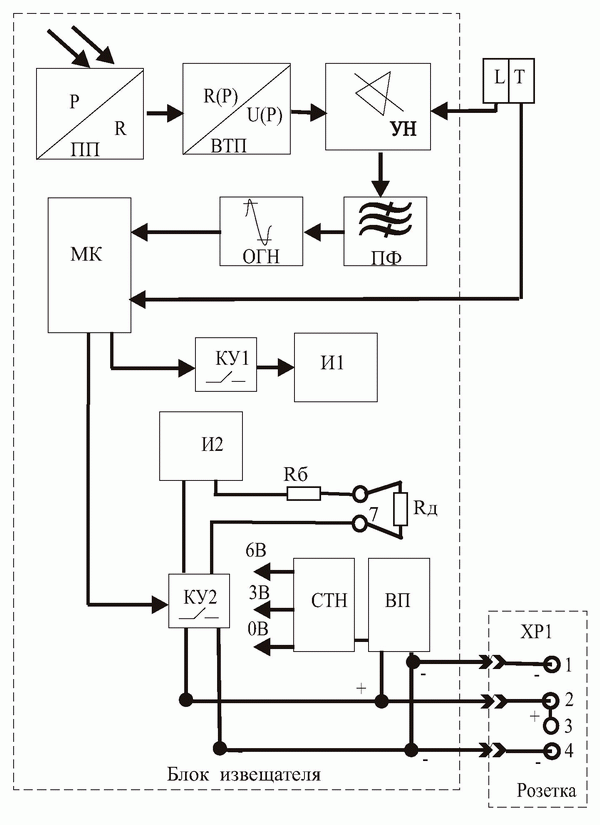 P
R
ПП
R(P)
U(P)
ВТП
УН
L T
МК
ОГН
ПФ
КУ1
И1
И2
Rб
7
Rд
КУ2
6В
3В
0В
СТН
ВП
ХР1
- 1
+ 2
+ 3
- 4
-
-
Блок извещателя
Розетка